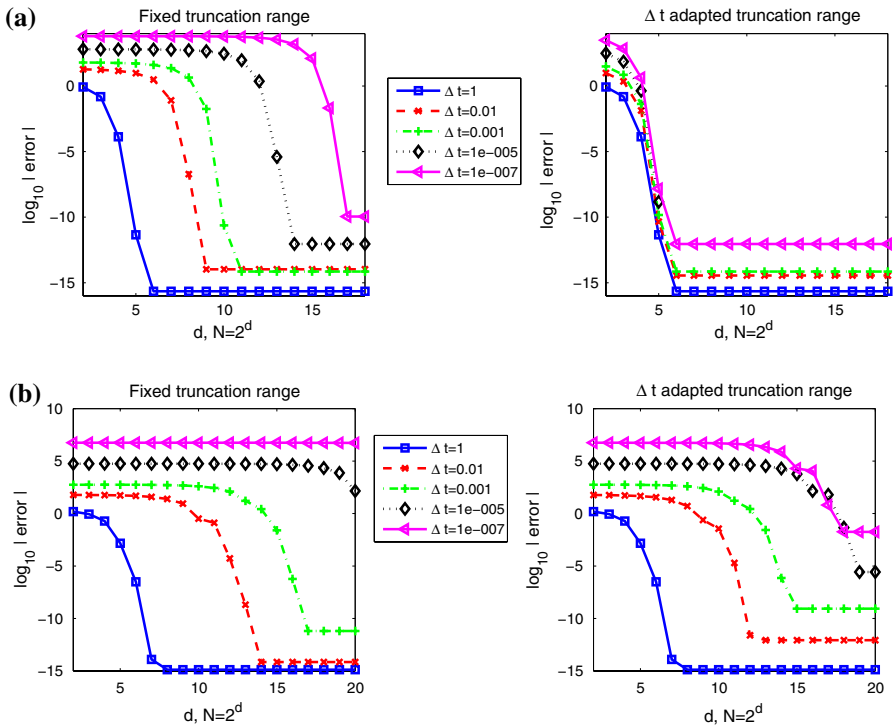 (a)
Fixed truncation range
Δ t adapted truncation range
log10 | error |
0
−5
−10
−15
5
10
15
d, N=2^d
Δ t=1
Δ t=0.01
Δ t=0.001
Δ t=1e−005
Δ t=1e−007
log10 | error |
0
−5
−10
−15
5
10
15
d, N=2^d
(b)
Fixed truncation range
Δ t adapted truncation range
log10 | error |
10
5
0
−5
−10
−15
5
10
15
20
d, N=2^d
Δ t=1
Δ t=0.01
Δ t=0.001
Δ t=1e−005
Δ t=1e−007
log10 | error |
10
5
0
−5
−10
−15
5
10
15
20
d, N=2^d